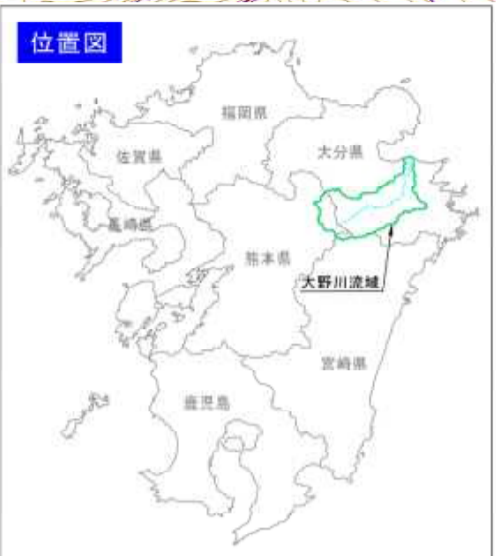 位置図
福岡県
佐賀県
大分県
長崎県
熊本県
大野川流域
宮崎県
鹿児島